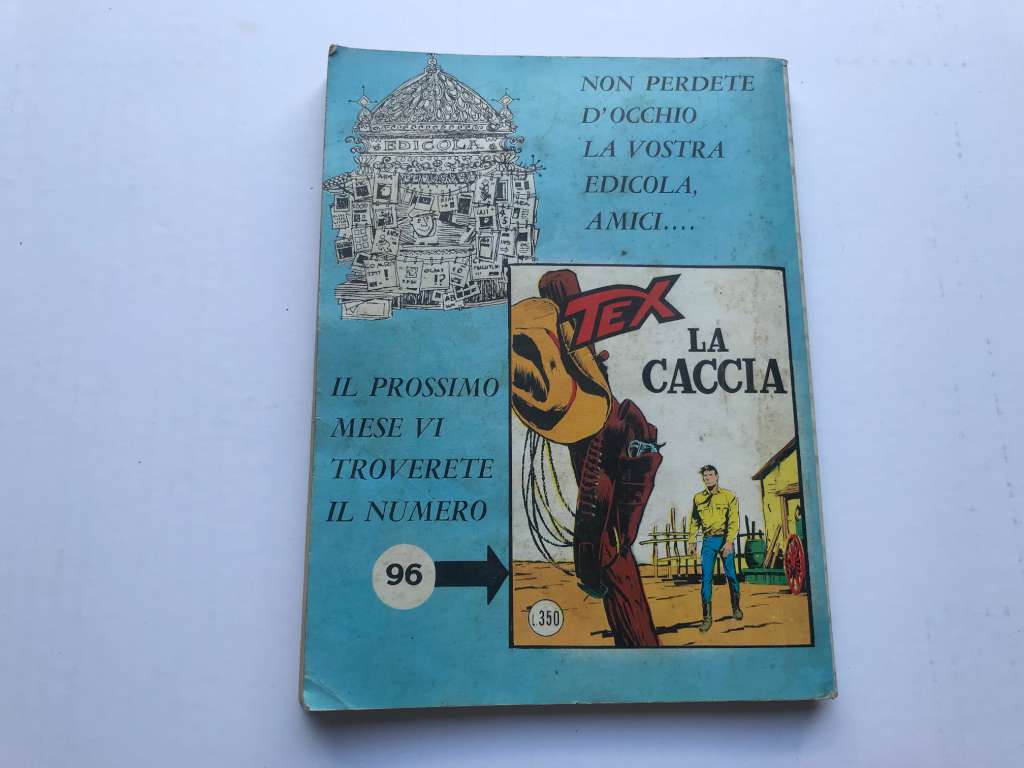 NON PERDETE
D'OCCHIO
LA VOSTRA
EDICOLA,
AMICI....
EDICOLA
TEX
LA
CACCIA
IL PROSSIMO
MESE VI
TROVERETE
IL NUMERO
96
L.350